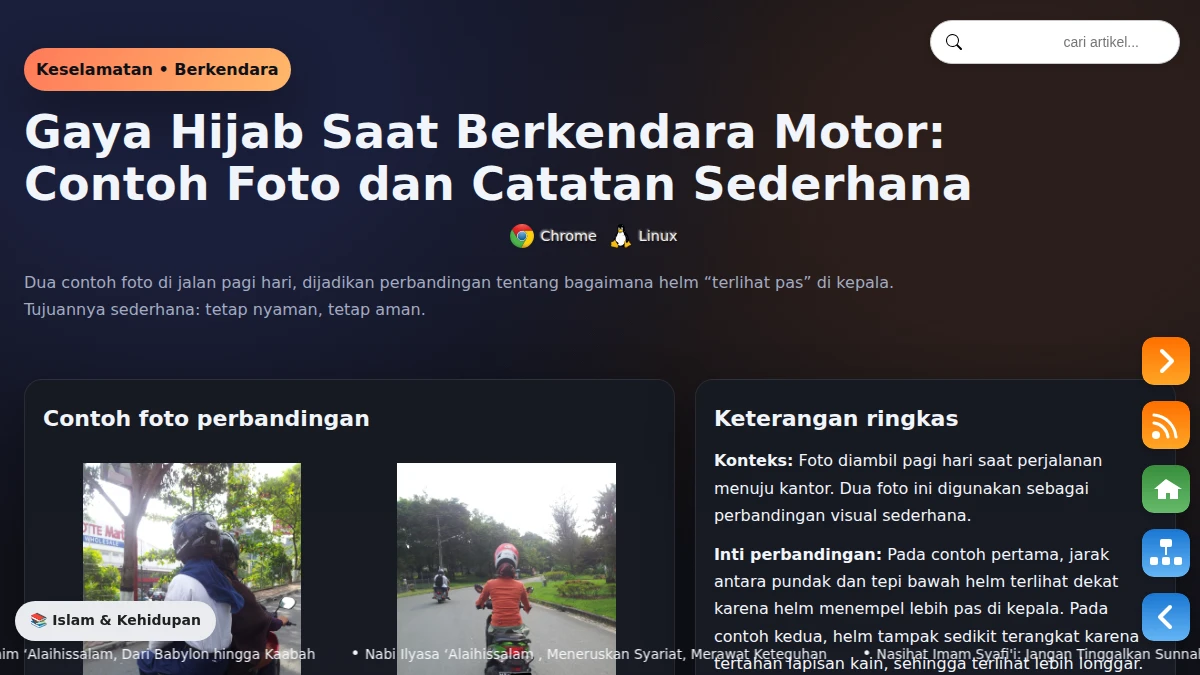 cari artikel...
Keselamatan • Berkendara
Gaya Hijab Saat Berkendara Motor:
Contoh Foto dan Catatan Sederhana
Chrome Linux
Dua contoh foto di jalan pagi hari, dijadikan perbandingan tentang bagaimana helm “terlihat pas” di kepala.
Tujuannya sederhana: tetap nyaman, tetap aman.
Contoh foto perbandingan
Keterangan ringkas
Konteks: Foto diambil pagi hari saat perjalanan
menuju kantor. Dua foto ini digunakan sebagai
perbandingan visual sederhana.
Inti perbandingan: Pada contoh pertama, jarak
antara pundak dan tepi bawah helm terlihat dekat
karena helm menempel lebih pas di kepala. Pada
contoh kedua, helm tampak sedikit terangkat karena
tertahan lapisan kain, sehingga terlihat lebih longgar.
WHOLESALE
📚 Islam & Kehidupan
‘Alaihissalam, Dari Babylon hingga Kaabah • Nabi Ilyasa ‘Alaihissalam , Meneruskan Syariat, Merawat Keteguhan • Nasihat Imam Syafi'i: Jangan Tinggalkan